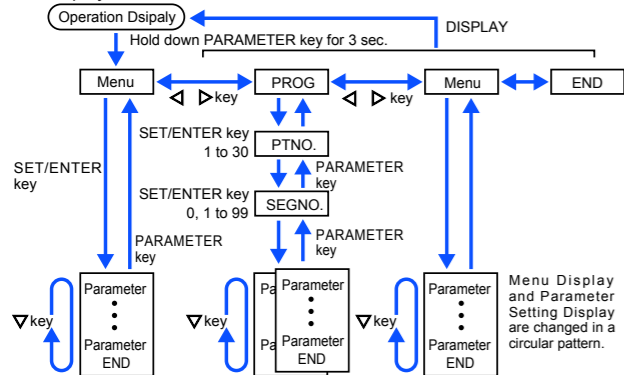 Operation Dsipaly
DISPLAY
Hold down PARAMETER key for 3 sec.
Menu
PROG
Menu
END
◁ ▷ key
◁ ▷ key
SET/ENTER key
1 to 30
PTNO.
PARAMETER
key
SET/ENTER
key
SET/ENTER key
0, 1 to 99
SEGNO.
PARAMETER
key
PARAMETER
key
Parameter
•
•
•
Parameter
END
▽key
Pa
Pa
Parameter
•
•
•
Parameter
END
▽key
Parameter
•
•
•
Parameter
END
▽key
Menu Display
and Parameter
Setting Display
are changed in a
circular pattern.